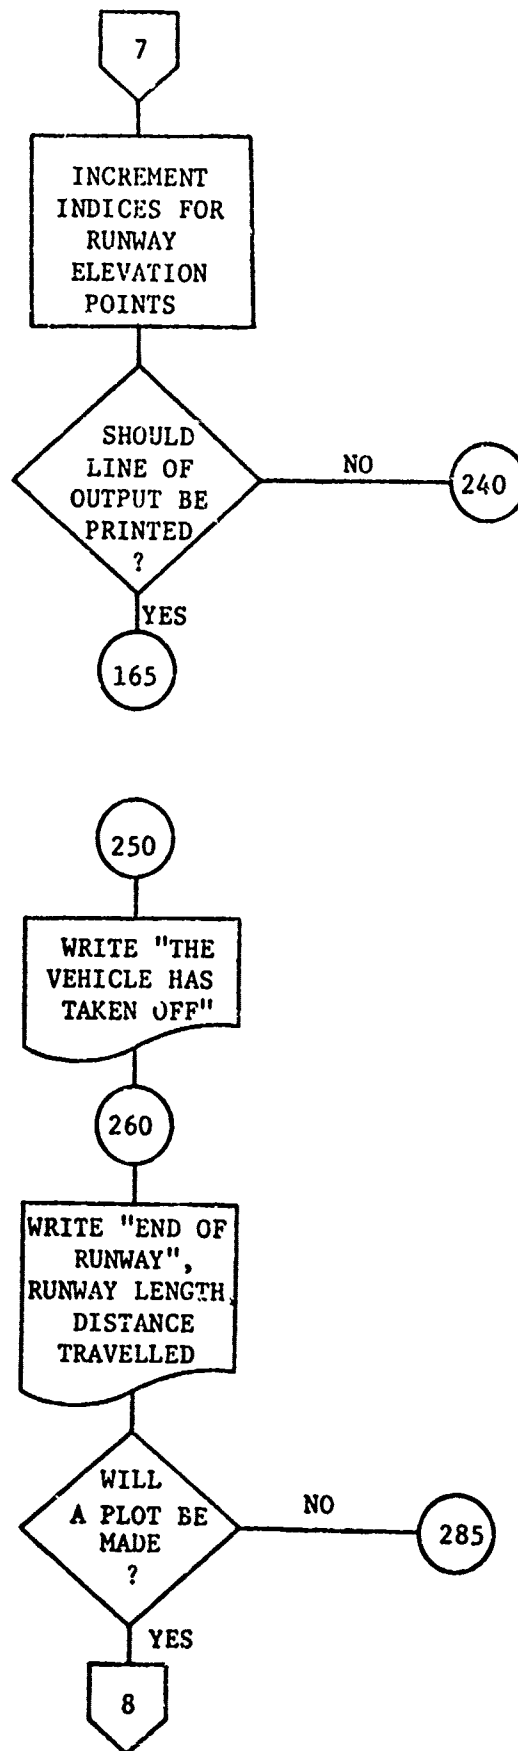 7
INCREMENT
INDICES FOR
RUNWAY
ELEVATION
POINTS
SHOULD
LINE OF
OUTPUT BE
PRINTED
?
NO
240
YES
165
250
WRITE "THE
VEHICLE HAS
TAKEN OFF"
260
WRITE "END OF
RUNWAY",
RUNWAY LENGTH,
DISTANCE
TRAVELLED
WILL
A PLOT BE
MADE
?
NO
285
YES
8